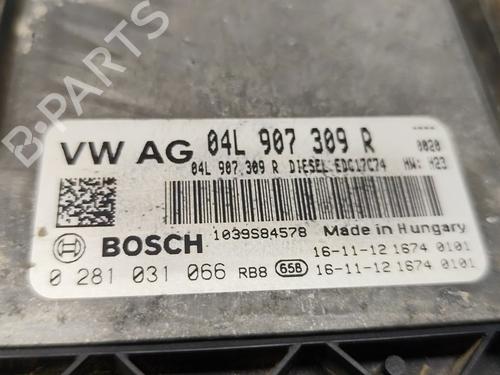 B-PARTS
VW AG 04L 907 309 R
04L 907 309 R DIESEL EDC17C74
0020
HW: H23
BOSCH 1039S84578 Made in Hungary
0 281 031 066 RB8 658
16-11-12 1674 0101
16-11-12 1674 0101